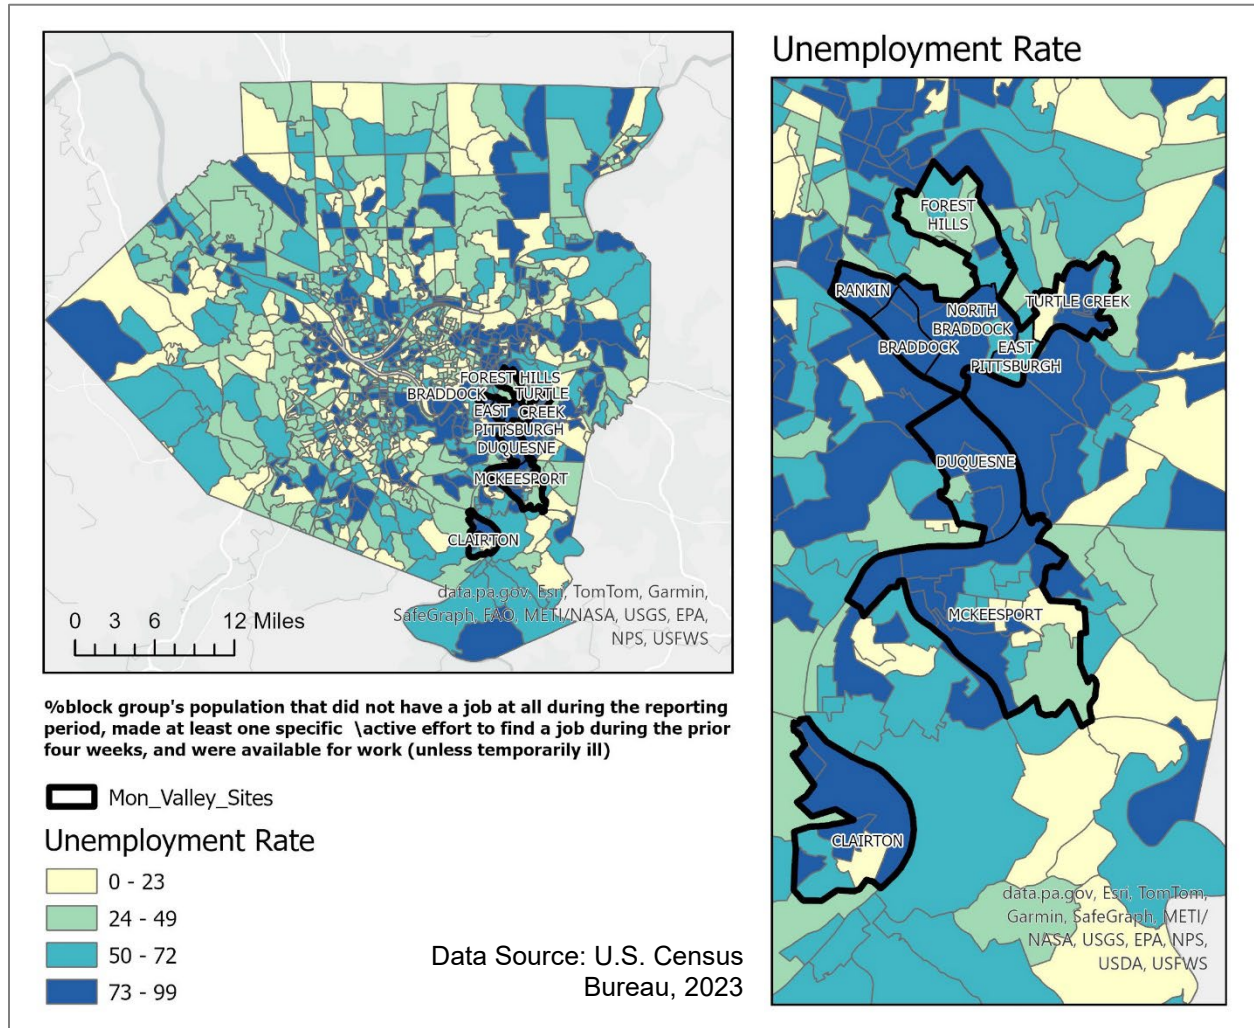 Unemployment Rate
FOREST HILLS
BRADDOCK TURTLE
EAST CREEK
PITTSBURGH
DUQUESNE
MCKEESPORT
CLAIRTON
data.pa.gov, Esri, TomTom, Garmin,
SafeGraph, FAO, METI/NASA, USGS, EPA,
NPS, USFWS
0 3 6 12 Miles
%block group's population that did not have a job at all during the reporting
period, made at least one specific \active effort to find a job during the prior
four weeks, and were available for work (unless temporarily ill)
Mon_Valley_Sites
Unemployment Rate
0 - 23
24 - 49
50 - 72
73 - 99
Data Source: U.S. Census
Bureau, 2023
FOREST
HILLS
RANKIN
TURTLE CREEK
NORTH
BRADDOCK
BRADDOCK
EAST
PITTSBURGH
DUQUESNE
MCKEESPORT
CLAIRTON
data.pa.gov, Esri, TomTom,
Garmin, SafeGraph, METI/
NASA, USGS, EPA, NPS,
USDA, USFWS